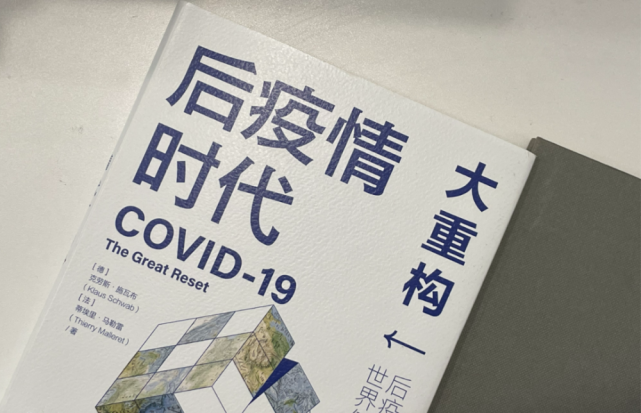 后疫情
时代
COVID-19
The Great Reset
[德]
克劳斯·施瓦布
(Klaus Schwab)
[法]
蒂埃里·马勒雷
(Thierry Malleret)
/著
大重构
后疫
世界